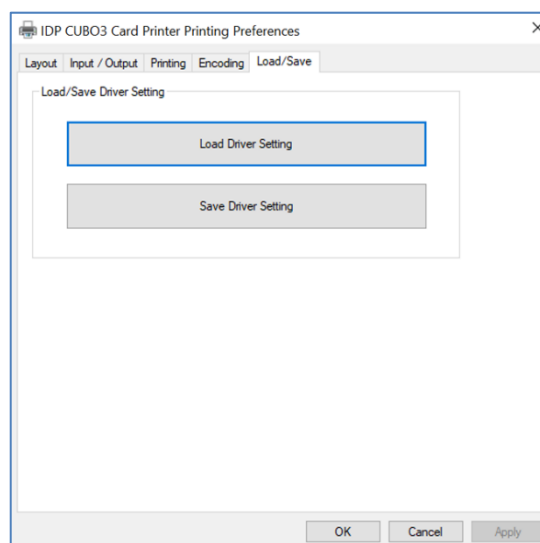 IDP CUBO3 Card Printer Printing Preferences
Layout Input / Output Printing Encoding Load/Save
Load/Save Driver Setting
Load Driver Setting
Save Driver Setting
OK Cancel Apply